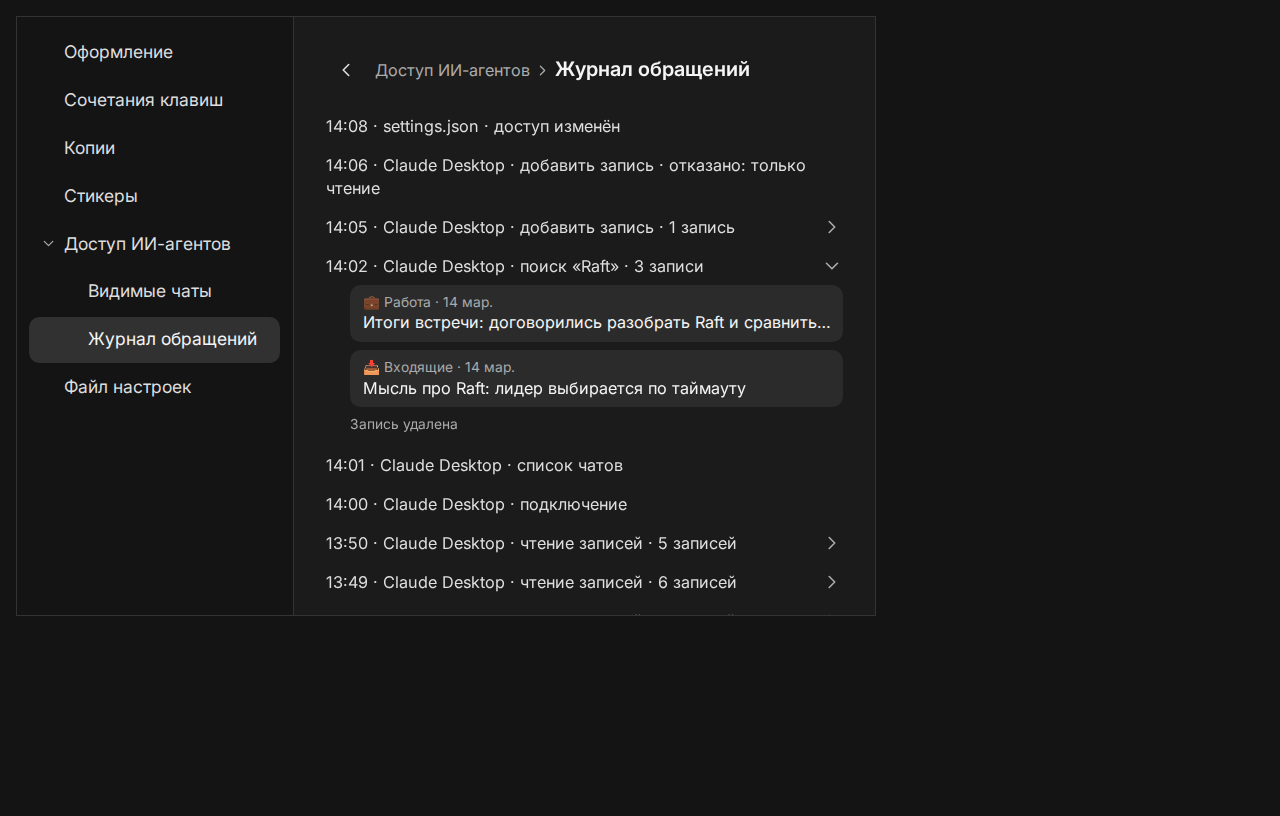 Оформление
Сочетания клавиш
Копии
Стикеры
Доступ ИИ-агентов
Видимые чаты
Журнал обращений
Файл настроек
Доступ ИИ-агентов > Журнал обращений
14:08 · settings.json · доступ изменён
14:06 · Claude Desktop · добавить запись · отказано: только
чтение
14:05 · Claude Desktop · добавить запись · 1 запись
14:02 · Claude Desktop · поиск «Raft» · 3 записи
💼 Работа · 14 мар.
Итоги встречи: договорились разобрать Raft и сравнить…
📥 Входящие · 14 мар.
Мысль про Raft: лидер выбирается по таймауту
Запись удалена
14:01 · Claude Desktop · список чатов
14:00 · Claude Desktop · подключение
13:50 · Claude Desktop · чтение записей · 5 записей
13:49 · Claude Desktop · чтение записей · 6 записей